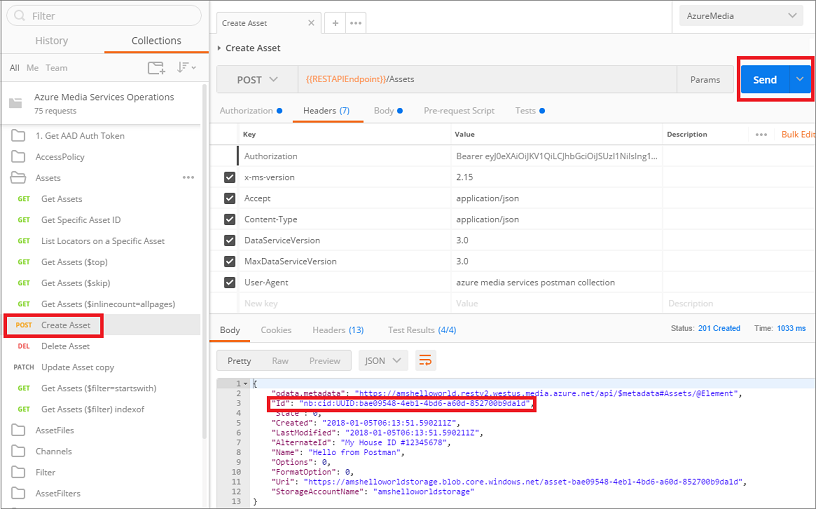 Filter
History
Collections
All Me Team
Azure Media Services Operations
75 requests
1. Get AAD Auth Token
AccessPolicy
Assets
GET Get Assets
GET Get Specific Asset ID
GET List Locators on a Specific Asset
GET Get Assets ($top)
GET Get Assets ($skip)
GET Get Assets ($inlinecount=allpages)
POST Create Asset
DEL Delete Asset
PATCH Update Asset copy
GET Get Assets ($filter=startswith)
GET Get Assets ($filter) indexof
AssetFiles
Channels
Filter
AssetFilters
Create Asset
AzureMedia
Create Asset
POST {{RESTAPIEndpoint}}/Assets Params Send
Authorization Headers (7) Body Pre-request Script Tests
Key Value Description Bulk Edit
Authorization Bearer eyJ0eXAiOiJKV1QiLCJhbGciOiJSUzI1NiIsIng1...
x-ms-version 2.15
Accept application/json
Content-Type application/json
DataServiceVersion 3.0
MaxDataServiceVersion 3.0
User-Agent azure media services postman collection
New key Value Description
Body Cookies Headers (13) Test Results (4/4) Status: 201 Created Time: 1033 ms
Pretty Raw Preview JSON
1 {
2 "odata.metadata": "https://amshelloworld.restv2.westus.media.azure.net/api/$metadata#Assets/@Element",
3 "Id": "nb:cid:UUID:bae09548-4eb1-4bd6-a60d-852700b9da1d",
4 "State": 0,
5 "Created": "2018-01-05T06:13:51.590211Z",
6 "LastModified": "2018-01-05T06:13:51.590211Z",
7 "AlternateId": "My House ID #12345678",
8 "Name": "Hello from Postman",
9 "Options": 0,
10 "FormatOption": 0,
11 "Uri": "https://amshelloworldstorage.blob.core.windows.net/asset-bae09548-4eb1-4bd6-a60d-852700b9da1d",
12 "StorageAccountName": "amshelloworldstorage"
13 }